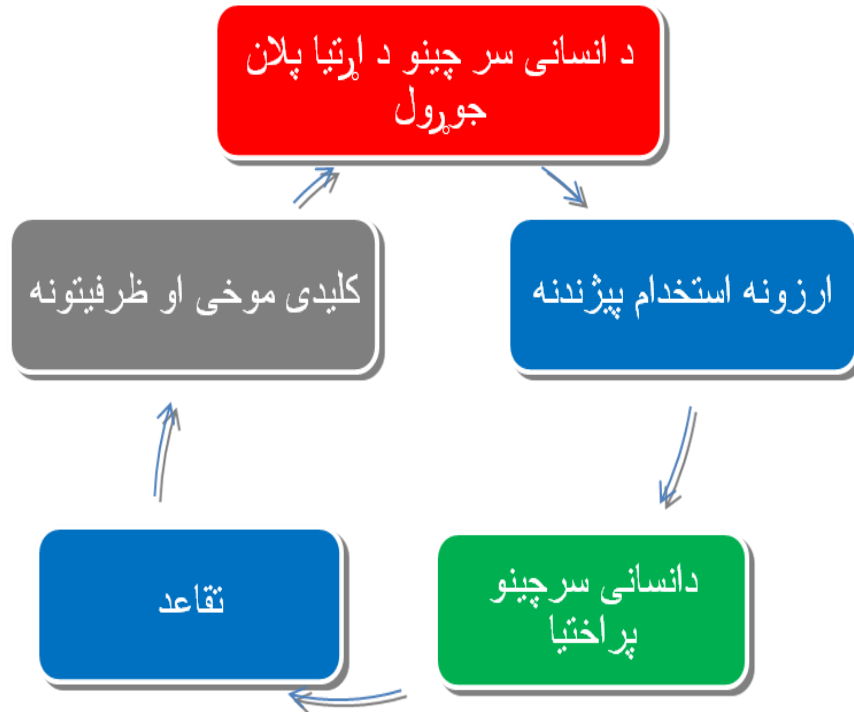 د انسانی سر چینو د اړتیا پلان
جوړول
ارزونه استخدام پیژندنه
دانسانی سرچینو
پراختیا
تقاعد
کلیدی موخی او ظرفیتونه